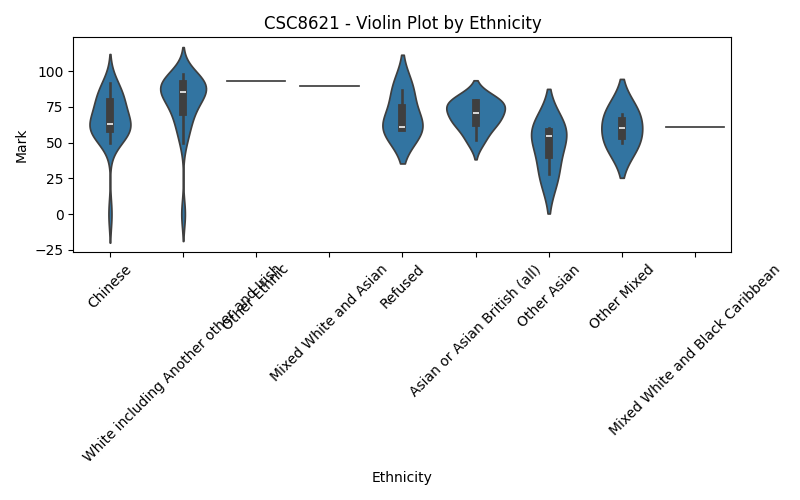 CSC8621 - Violin Plot by Ethnicity
Mark
100
75
50
25
0
−25
Chinese
White including Another other and Irish
Other Ethnic
Mixed White and Asian
Refused
Asian or Asian British (all)
Other Asian
Other Mixed
Mixed White and Black Caribbean
Ethnicity